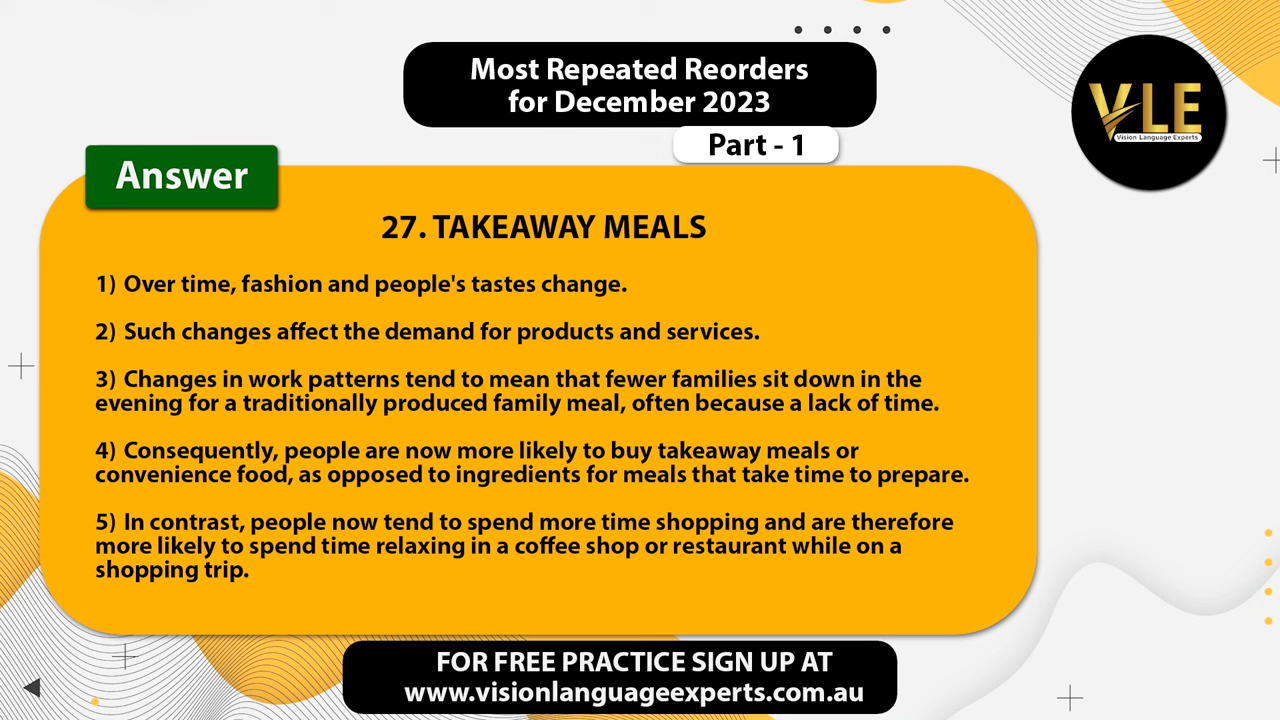 Most Repeated Reorders
for December 2023
Part - 1
VLE
Vision Language Experts
Answer
27. TAKEAWAY MEALS
1) Over time, fashion and people's tastes change.
2) Such changes affect the demand for products and services.
3) Changes in work patterns tend to mean that fewer families sit down in the
evening for a traditionally produced family meal, often because a lack of time.
4) Consequently, people are now more likely to buy takeaway meals or
convenience food, as opposed to ingredients for meals that take time to prepare.
5) In contrast, people now tend to spend more time shopping and are therefore
more likely to spend time relaxing in a coffee shop or restaurant while on a
shopping trip.
FOR FREE PRACTICE SIGN UP AT
www.visionlanguageexperts.com.au